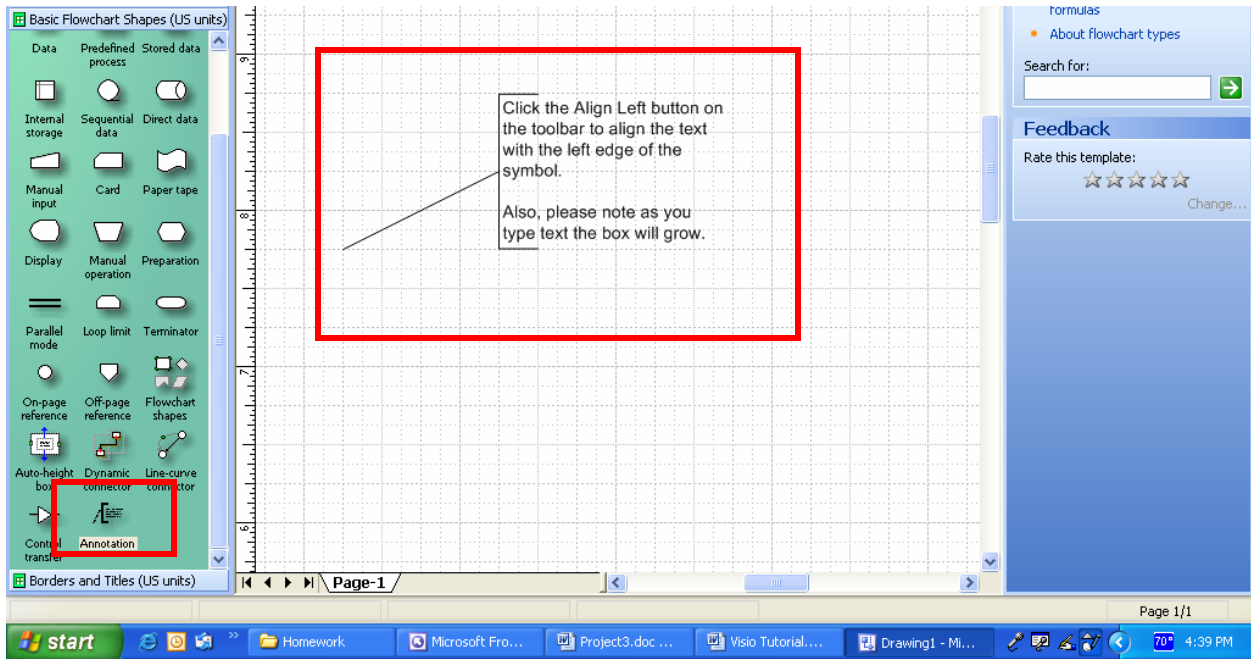 Basic Flowchart Shapes (US units)
Data
Predefined process
Stored data
Internal storage
Sequential data
Direct data
Manual input
Card
Paper tape
Display
Manual operation
Preparation
Parallel mode
Loop limit
Terminator
On-page reference
Off-page reference
Flowchart shapes
Auto-height box
Dynamic connector
Line-curve connector
Control transfer
Annotation
Borders and Titles (US units)
9
8
7
6
Click the Align Left button on
the toolbar to align the text
with the left edge of the
symbol.
Also, please note as you
type text the box will grow.
Page-1
formulas
About flowchart types
Search for:
Feedback
Rate this template:
Change...
Page 1/1
start
Homework
Microsoft Fro...
Project3.doc ...
Visio Tutorial....
Drawing1 - Mi...
70°
4:39 PM